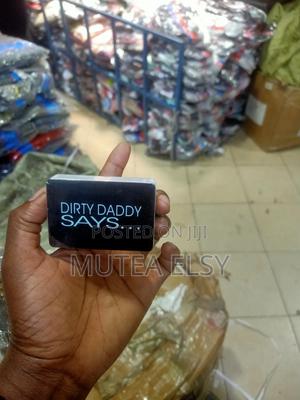 DIRTY DADDY
SAYS...
POSTED ON JIJI
MUTEA ELSY